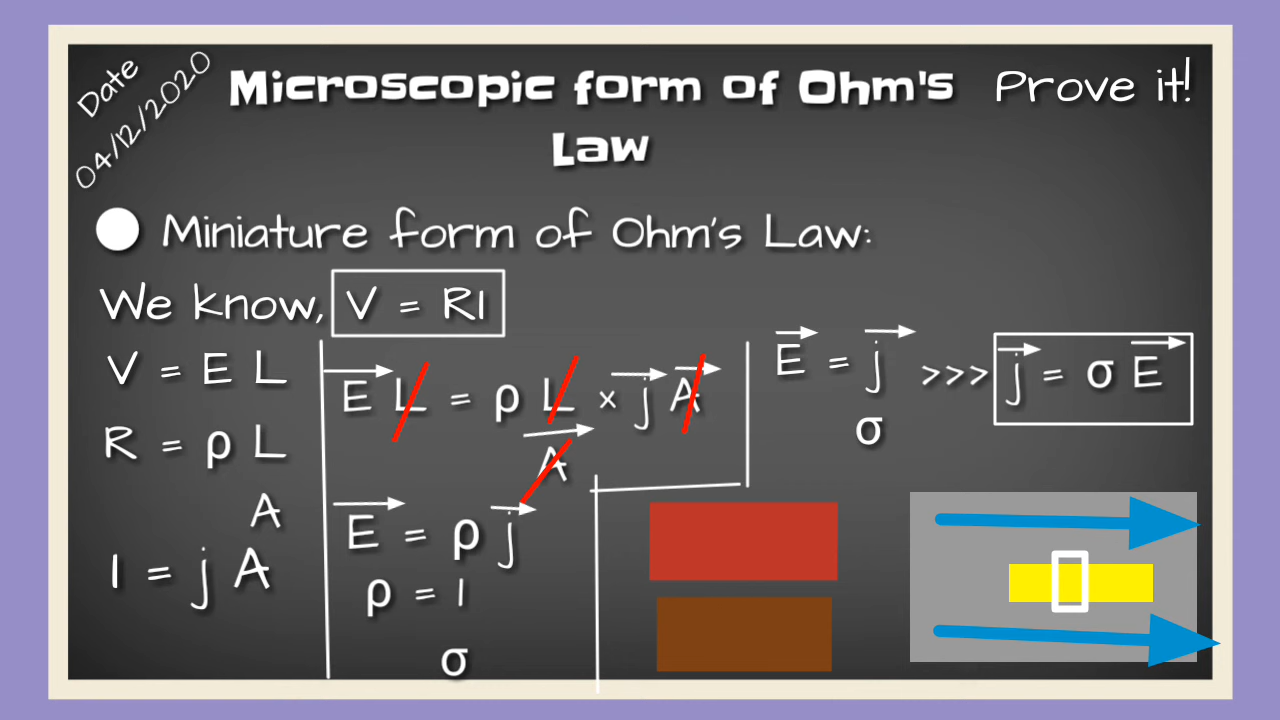 Date
04/12/2020
Microscopic form of Ohm's
Law
Prove it!
Miniature form of Ohm's Law:
We know, V = RI
V = E L
R = ρ L
A
I = j A
E L = ρ L × j A
A
E = ρ j
ρ = 1
σ
E = j >>> j = σ E
σ